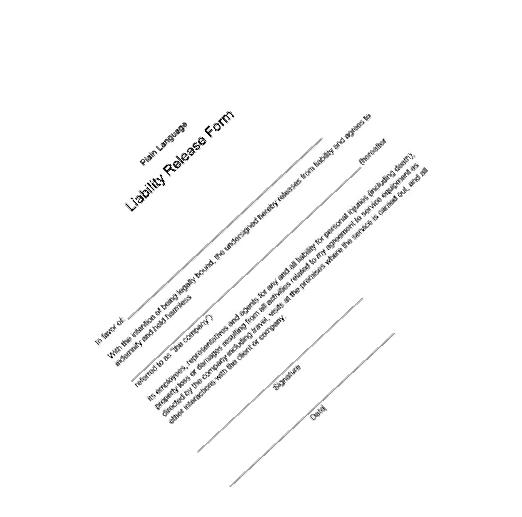 Plain Language
Liability Release Form
In favor of:
With the intention of being legally bound, the undersigned hereby releases from liability and agrees to
indemnify and hold harmless
(hereinafter
referred to as "the company")
its employees, representatives and agents for any and all liability for personal injuries (including death),
property loss or damages resulting from all activities related to my agreement to service equipment as
directed by the company including travel, visits at the premises where the service is carried out, and all
other interactions with the client or company.
Signature
Date